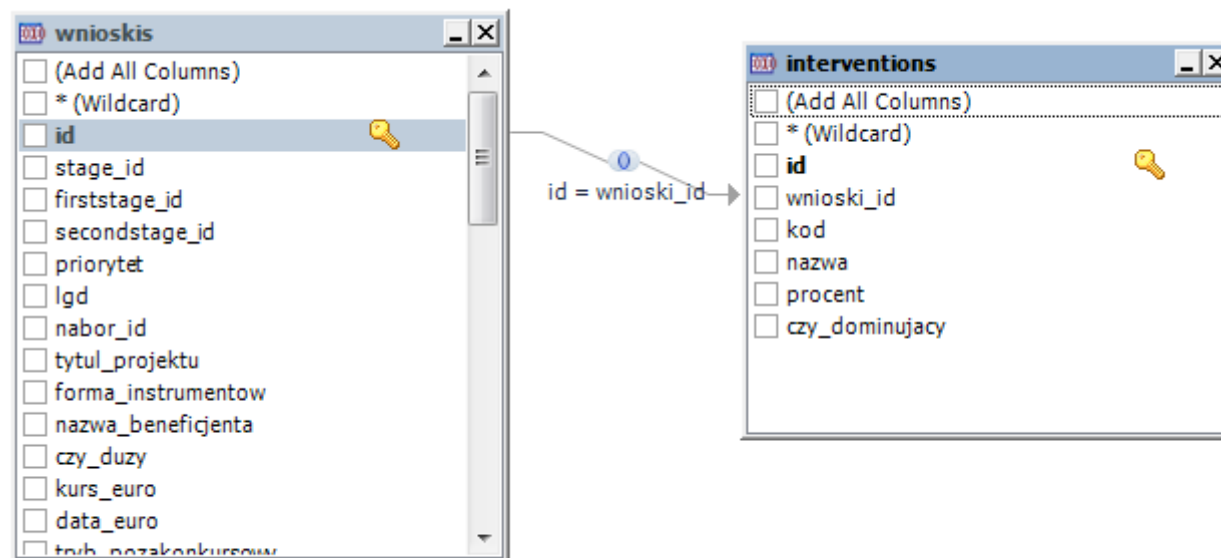 wnioskis
(Add All Columns)
* (Wildcard)
id
stage_id
firststage_id
secondstage_id
priorytet
lgd
nabor_id
tytul_projektu
forma_instrumentow
nazwa_beneficjenta
czy_duzy
kurs_euro
data_euro
tryb_pozakonkursowy
id = wnioski_id
interventions
(Add All Columns)
* (Wildcard)
id
wnioski_id
kod
nazwa
procent
czy_dominujacy